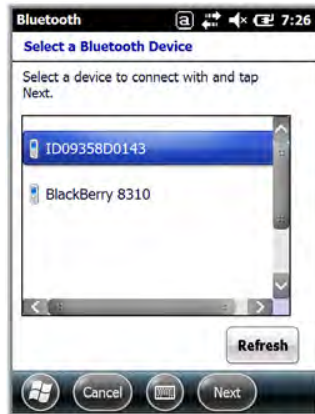 Bluetooth a 7:26
Select a Bluetooth Device
Select a device to connect with and tap
Next.
ID09358D0143
BlackBerry 8310
Refresh
Cancel Next